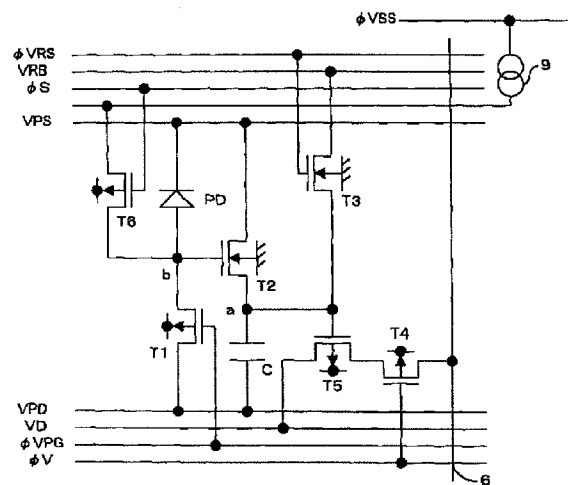 φVSS
φVRS
VRB
φS
9
VPS
T6
PD
T3
b
T2
a
T1
C
T5
T4
VPD
VD
φVPG
φV
6